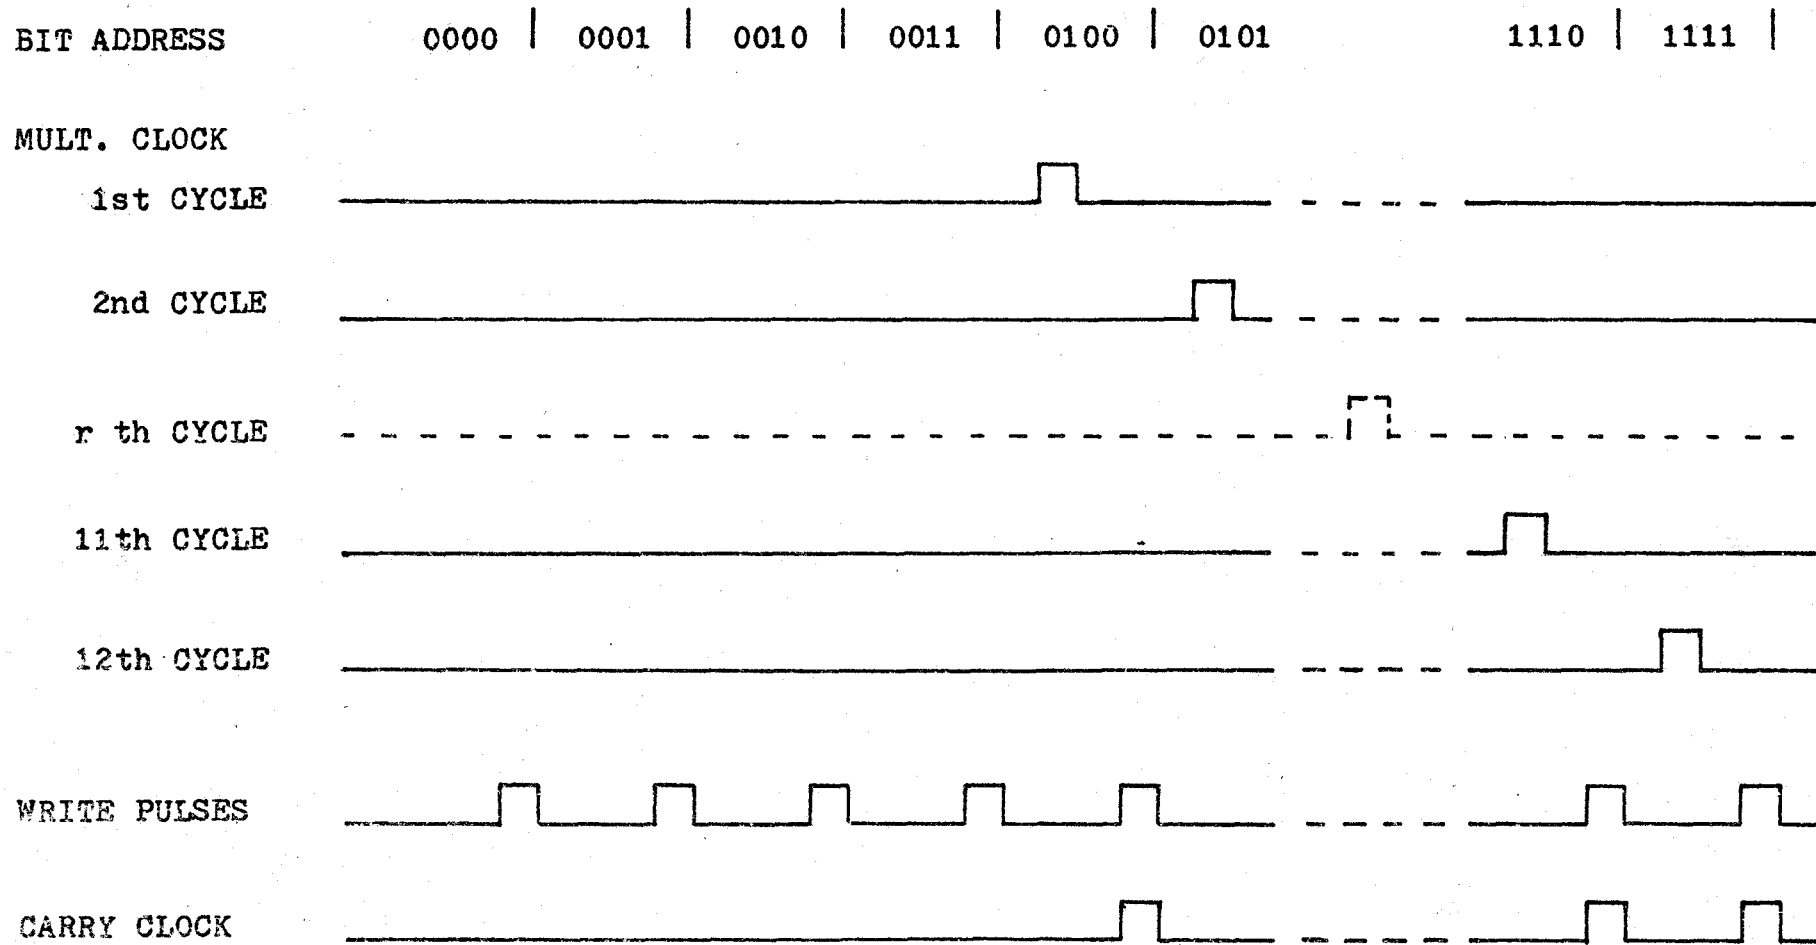 BIT ADDRESS 0000 | 0001 | 0010 | 0011 | 0100 | 0101 1110 | 1111 |
MULT. CLOCK
1st CYCLE
2nd CYCLE
r th CYCLE
11th CYCLE
12th CYCLE
WRITE PULSES
CARRY CLOCK